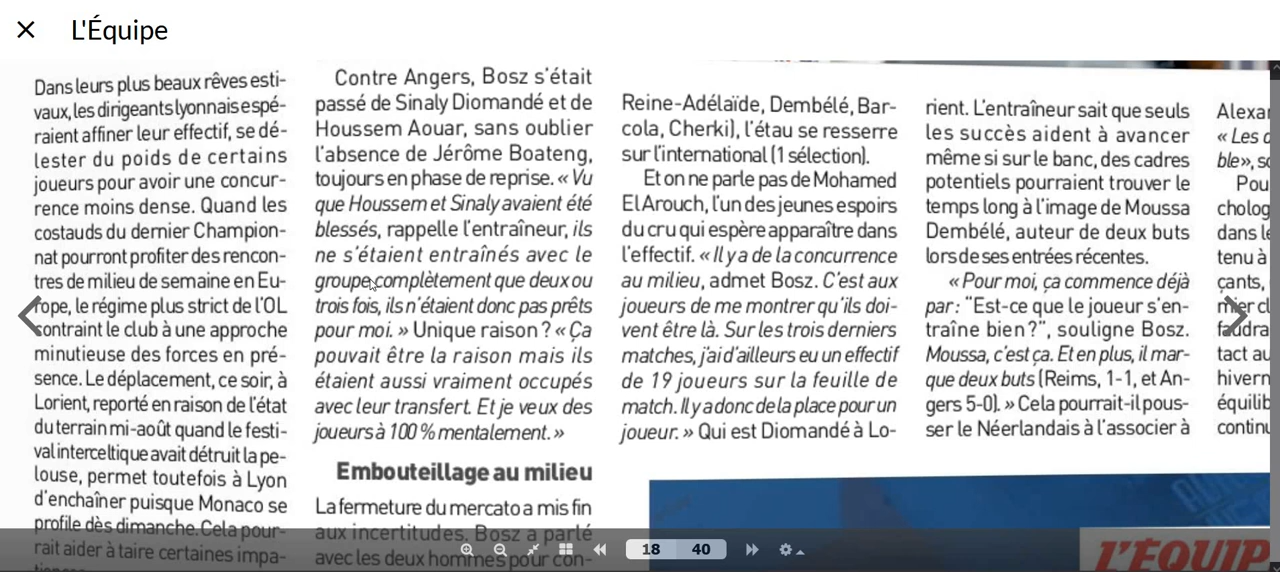 L'Équipe
Dans leurs plus beaux rêves esti-
vaux, les dirigeants lyonnais espé-
raient affiner leur effectif, se dé-
lester du poids de certains
joueurs pour avoir une concur-
rence moins dense. Quand les
costauds du dernier Champion-
nat pourront profiter des rencon-
tres de milieu de semaine en Eu-
rope, le régime plus strict de l'OL
contraint le club à une approche
minutieuse des forces en pré-
sence. Le déplacement, ce soir, à
Lorient, reporté en raison de l'état
du terrain mi-août quand le festi-
val interceltique avait détruit la pe-
louse, permet toutefois à Lyon
d'enchaîner puisque Monaco se
profile dès dimanche. Cela pour-
rait aider à taire certaines impa-
Contre Angers, Bosz s'était
passé de Sinaly Diomandé et de
Houssem Aouar, sans oublier
l'absence de Jérôme Boateng,
toujours en phase de reprise. « Vu
que Houssem et Sinaly avaient été
blessés, rappelle l'entraîneur, ils
ne s'étaient entraînés avec le
groupe complètement que deux ou
trois fois, ils n'étaient donc pas prêts
pour moi. » Unique raison ? « Ça
pouvait être la raison mais ils
étaient aussi vraiment occupés
avec leur transfert. Et je veux des
joueurs à 100 % mentalement. »
Embouteillage au milieu
La fermeture du mercato a mis fin
aux incertitudes. Bosz a parlé
avec les deux hommes pour con-
Reine-Adélaïde, Dembélé, Bar-
cola, Cherki), l'étau se resserre
sur l'international (1 sélection).
Et on ne parle pas de Mohamed
El Arouch, l'un des jeunes espoirs
du cru qui espère apparaître dans
l'effectif. « Il y a de la concurrence
au milieu, admet Bosz. C'est aux
joueurs de me montrer qu'ils doi-
vent être là. Sur les trois derniers
matches, j'ai d'ailleurs eu un effectif
de 19 joueurs sur la feuille de
match. Il y a donc de la place pour un
joueur. » Qui est Diomandé à Lo-
rient. L'entraîneur sait que seuls
les succès aident à avancer
même si sur le banc, des cadres
potentiels pourraient trouver le
temps long à l'image de Moussa
Dembélé, auteur de deux buts
lors de ses entrées récentes.
« Pour moi, ça commence déjà
par : "Est-ce que le joueur s'en-
traîne bien ?", souligne Bosz.
Moussa, c'est ça. Et en plus, il mar-
que deux buts (Reims, 1-1, et An-
gers 5-0). » Cela pourrait-il pous-
ser le Néerlandais à l'associer à
Alexa
« Les
ble», s
Pou
cholog
dans le
tenu à
çants,
faudra
tact au
hivern
équilib
continu
L'ÉQUIP
18 40